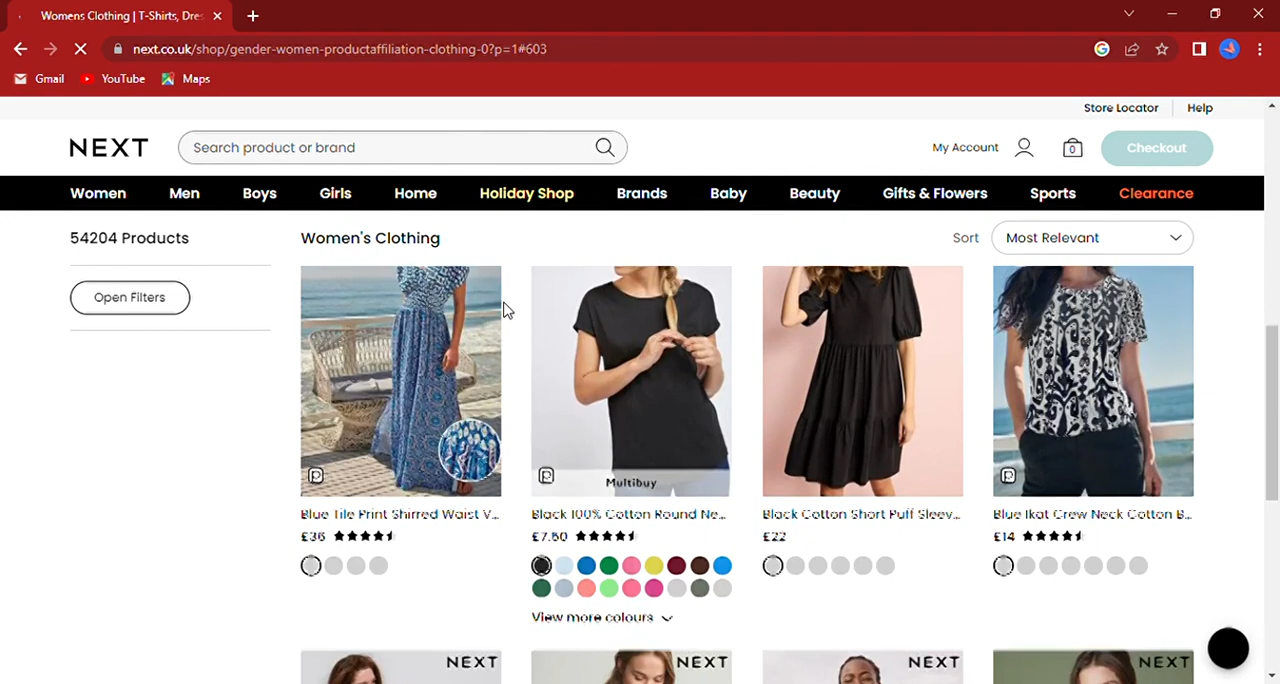 Womens Clothing | T-Shirts, Dre
next.co.uk/shop/gender-women-productaffiliation-clothing-0?p=1#603
Gmail YouTube Maps
Store Locator Help
NEXT Search product or brand My Account 0 Checkout
Women Men Boys Girls Home Holiday Shop Brands Baby Beauty Gifts & Flowers Sports Clearance
54204 Products Women's Clothing Sort Most Relevant
Open Filters
Multibuy
Blue Tile Print Shirred Waist V... Black 100% Cotton Round Ne... Black Cotton Short Puff Sleev... Blue Ikat Crew Neck Cotton B...
£36 £7.50 £22 £14
View more colours
NEXT NEXT NEXT NEXT